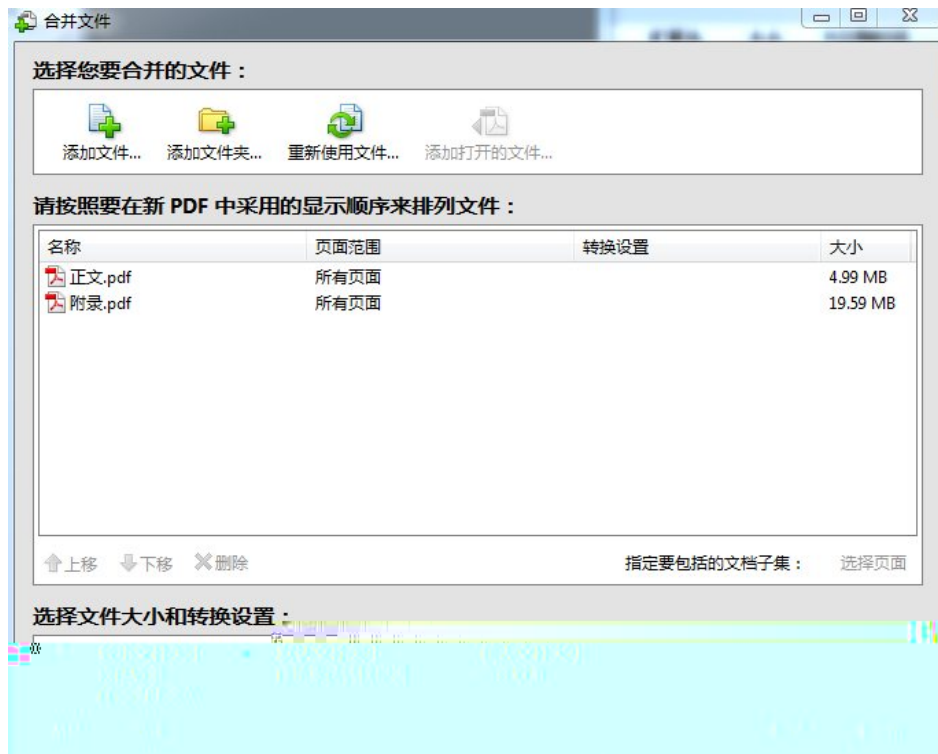 合并文件
选择您要合并的文件：
添加文件... 添加文件夹... 重新使用文件... 添加打开的文件...
请按照要在新 PDF 中采用的显示顺序来排列文件：
名称 页面范围 转换设置 大小
正文.pdf 所有页面 4.99 MB
附录.pdf 所有页面 19.59 MB
上移 下移 删除 指定要包括的文档子集： 选择页面
选择文件大小和转换设置：